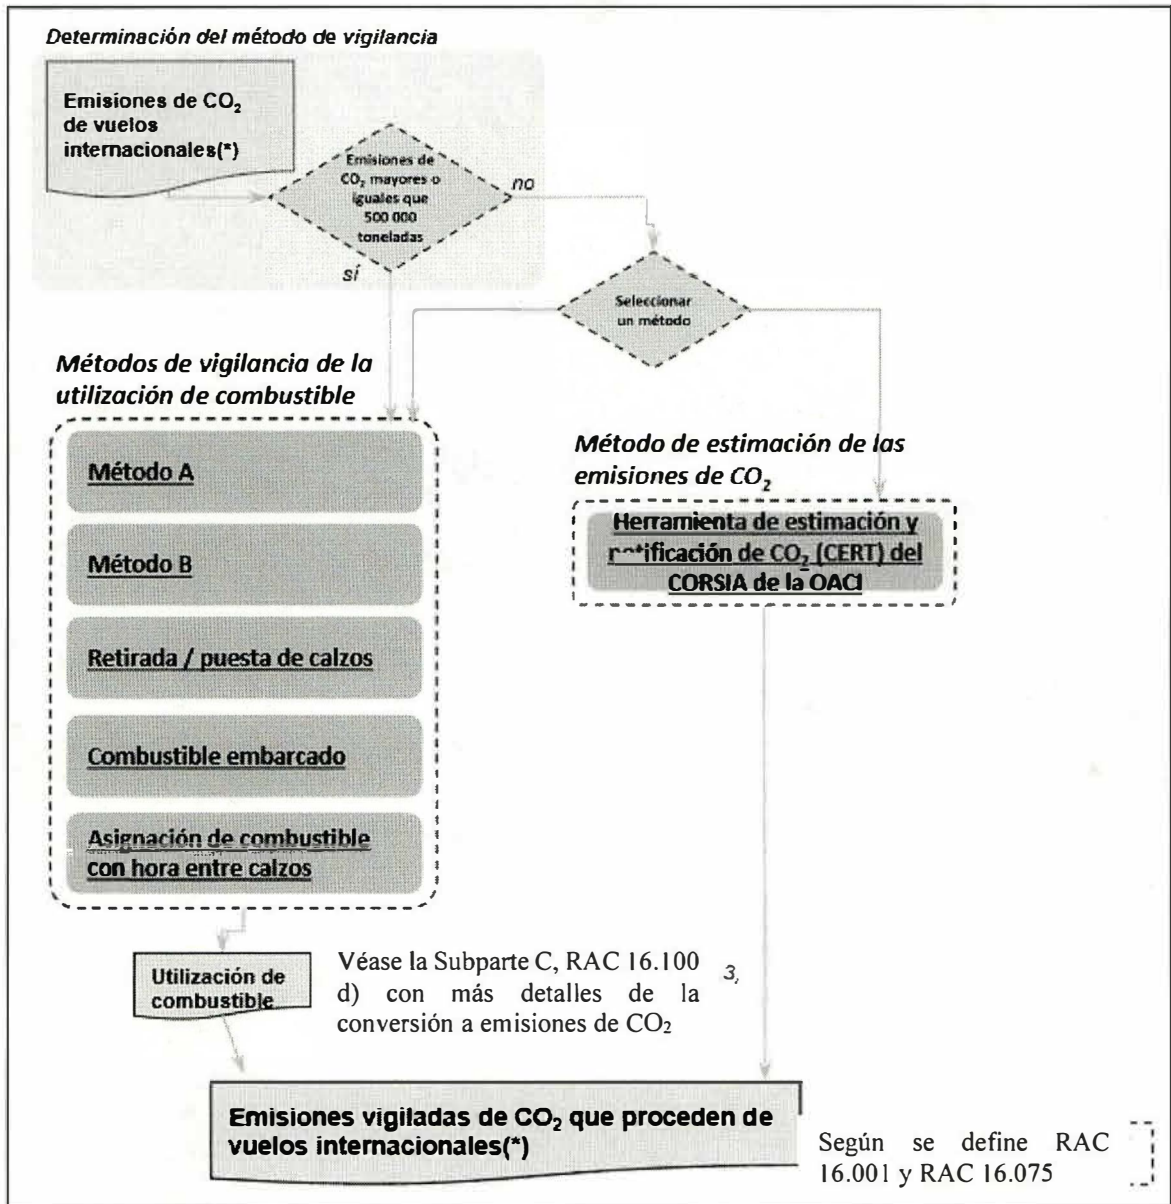 Determinación del método de vigilancia
Emisiones de CO₂
de vuelos
internacionales(*)
Emisiones de
CO₂ mayores o
iguales que
500 000
toneladas
no
sí
Seleccionar
un método
Métodos de vigilancia de la
utilización de combustible
Método A
Método B
Retirada / puesta de calzos
Combustible embarcado
Asignación de combustible
con hora entre calzos
Método de estimación de las
emisiones de CO₂
Herramienta de estimación y
notificación de CO₂ (CERT) del
CORSIA de la OACI
Utilización de
combustible
Véase la Subparte C, RAC 16.100
d) con más detalles de la
conversión a emisiones de CO₂
3,
Emisiones vigiladas de CO₂ que proceden de
vuelos internacionales(*)
Según se define RAC
16.001 y RAC 16.075